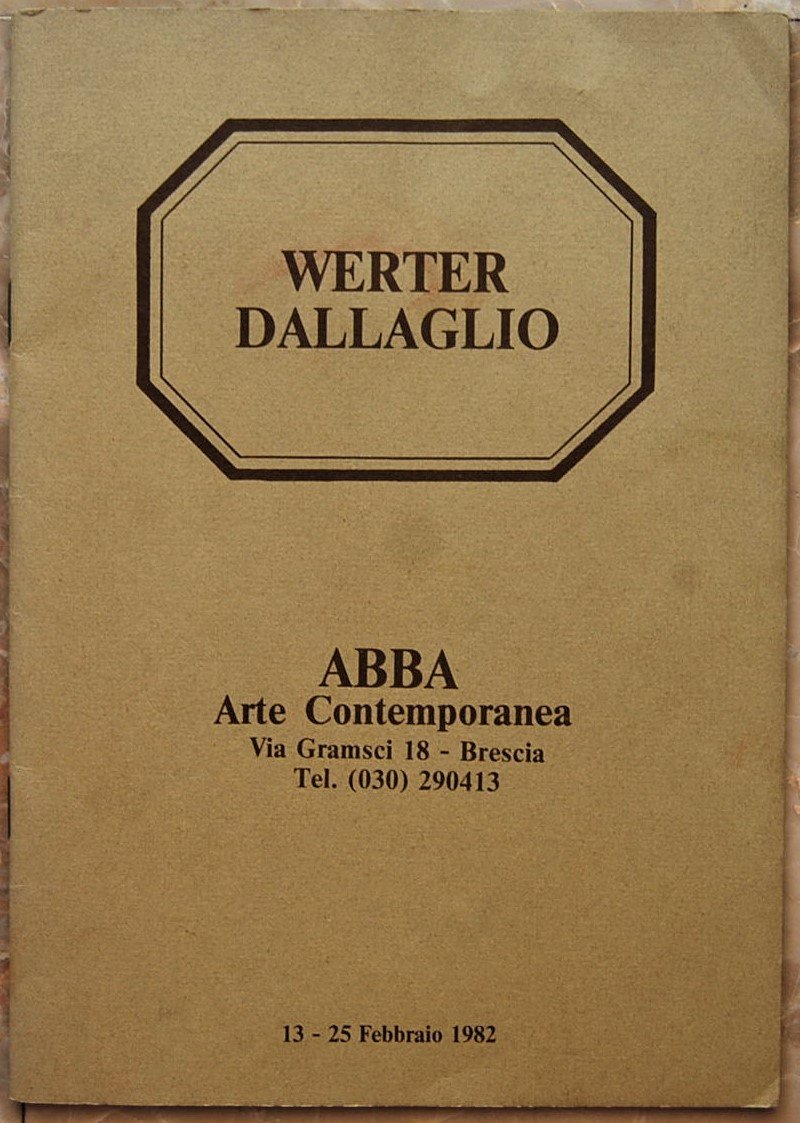 WERTER
DALLAGLIO
ABBA
Arte Contemporanea
Via Gramsci 18 - Brescia
Tel. (030) 290413
13 - 25 Febbraio 1982